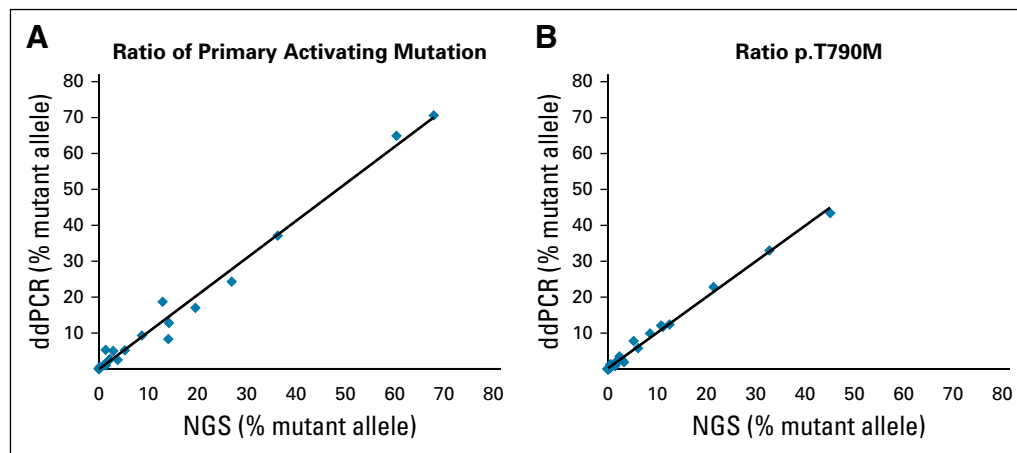 A
Ratio of Primary Activating Mutation
80
70
60
50
40
30
20
10
0 10 20 30 40 50 60 70 80
ddPCR (% mutant allele)
NGS (% mutant allele)
B
Ratio p.T790M
80
70
60
50
40
30
20
10
0 10 20 30 40 50 60 70 80
ddPCR (% mutant allele)
NGS (% mutant allele)